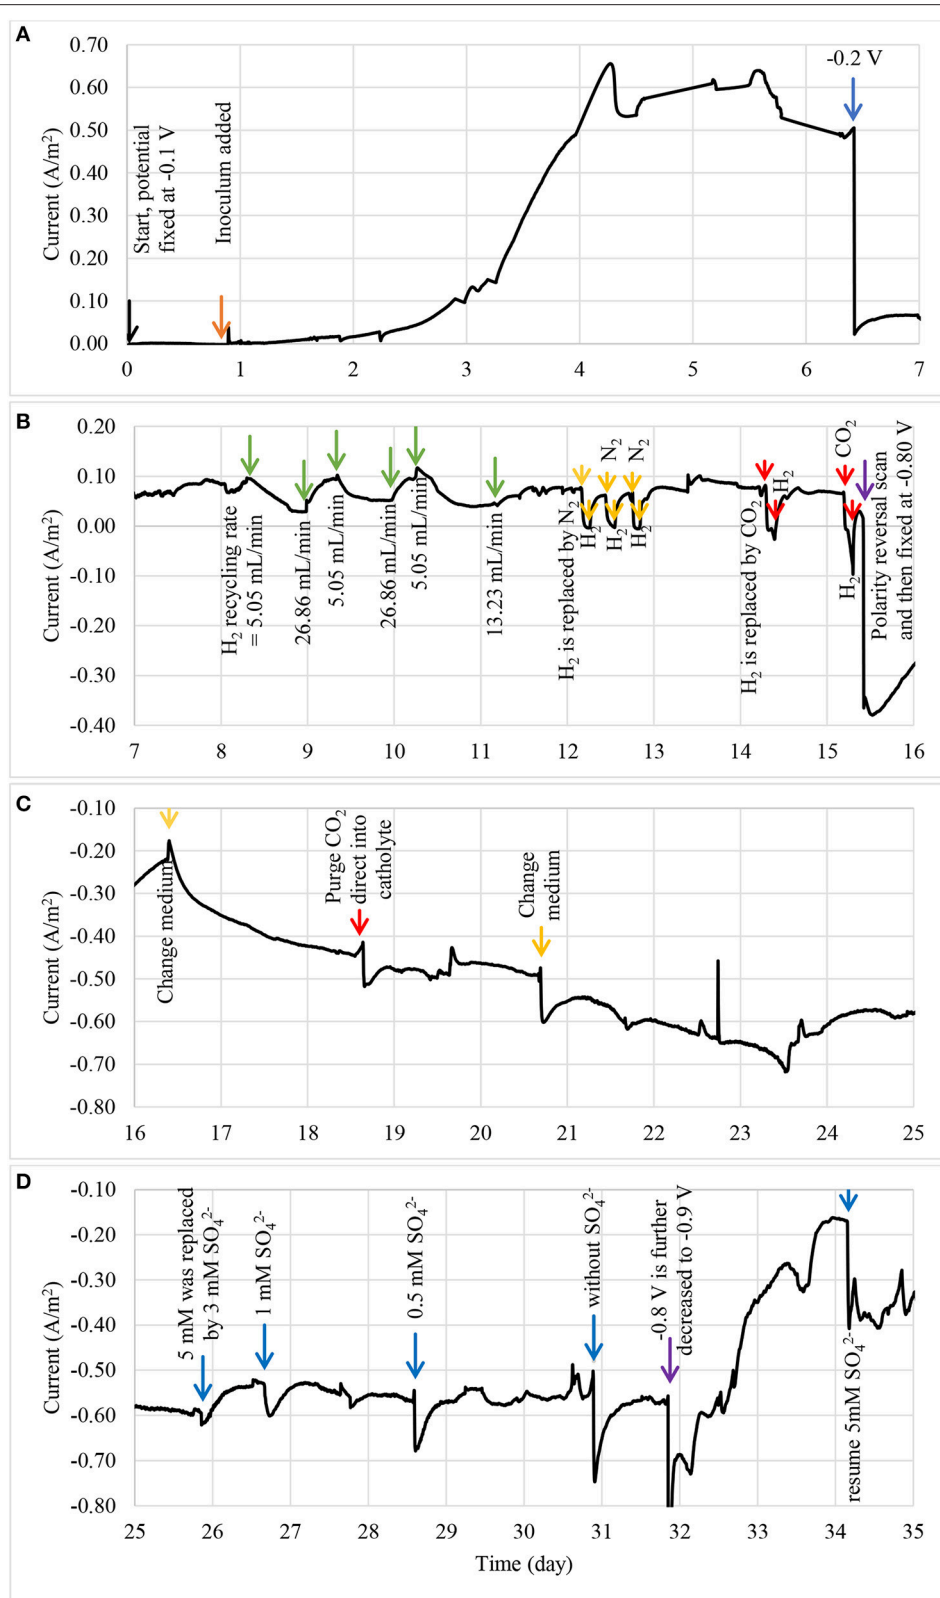 A
0.70
0.60
0.50
0.40
0.30
0.20
0.10
0.00
Current (A/m²)
Start, potential
fixed at -0.1 V
Inoculum added
-0.2 V
0 1 2 3 4 5 6 7
B
0.20
0.10
0.00
-0.10
-0.20
-0.30
-0.40
Current (A/m²)
H₂ recycling rate
= 5.05 mL/min
26.86 mL/min
5.05 mL/min
26.86 mL/min
5.05 mL/min
13.23 mL/min
H₂ is replaced by N₂
H₂
N₂
H₂
N₂
H₂
H₂ is replaced by CO₂
H₂
CO₂
H₂
Polarity reversal scan
and then fixed at -0.80 V
7 8 9 10 11 12 13 14 15 16
C
-0.10
-0.20
-0.30
-0.40
-0.50
-0.60
-0.70
-0.80
Current (A/m²)
Change medium
Purge CO₂
direct into
catholyte
Change
medium
16 17 18 19 20 21 22 23 24 25
D
-0.10
-0.20
-0.30
-0.40
-0.50
-0.60
-0.70
-0.80
Current (A/m²)
5 mM was replaced
by 3 mM SO₄²⁻
1 mM SO₄²⁻
0.5 mM SO₄²⁻
without SO₄²⁻
-0.8 V is further
decreased to -0.9 V
resume 5mM SO₄²⁻
25 26 27 28 29 30 31 32 33 34 35
Time (day)